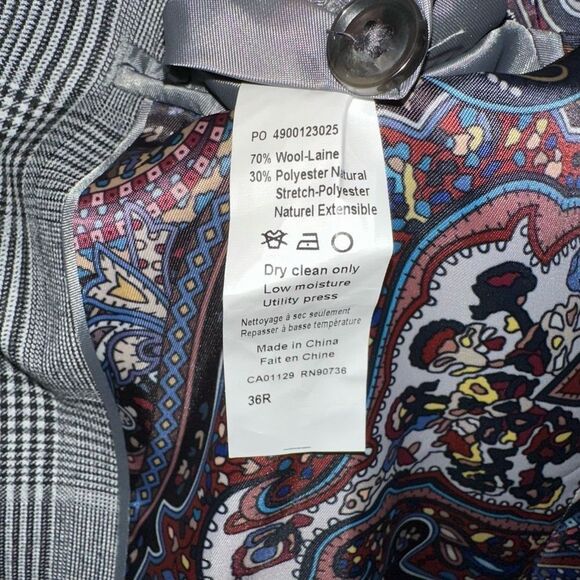 PO 4900123025
70% Wool-Laine
30% Polyester Natural
Stretch-Polyester
Naturel Extensible
Dry clean only
Low moisture
Utility press
Nettoyage à sec seulement
Repasser à basse température
Made in China
Fait en Chine
CA01129 RN90736
36R